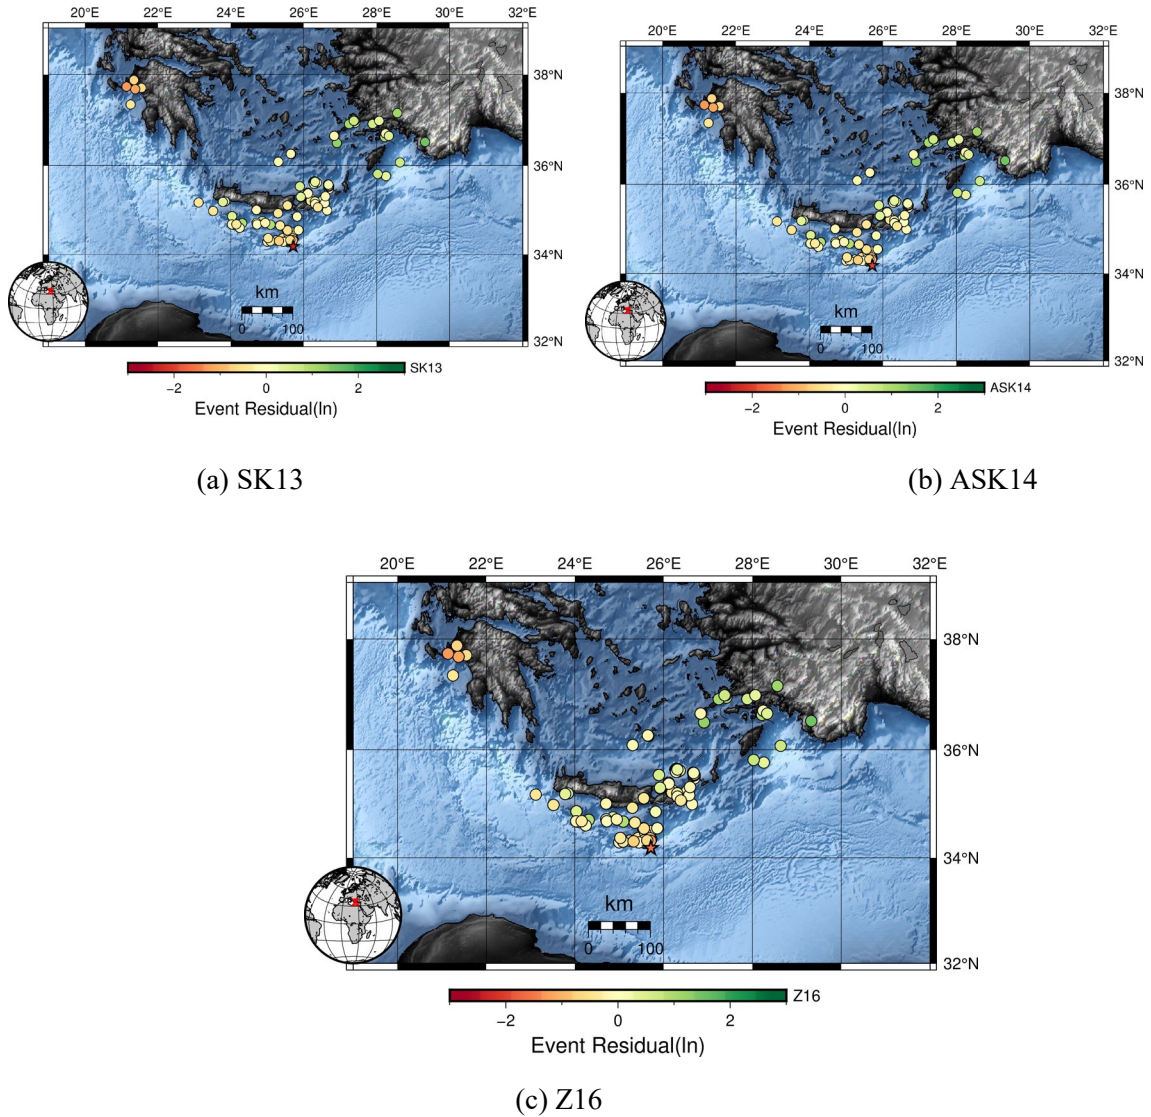 20°E 22°E 24°E 26°E 28°E 30°E 32°E
38°N
36°N
34°N
32°N
km
0 100
SK13
−2 0 2
Event Residual(ln)
(a) SK13
20°E 22°E 24°E 26°E 28°E 30°E 32°E
38°N
36°N
34°N
32°N
km
0 100
ASK14
−2 0 2
Event Residual(ln)
(b) ASK14
20°E 22°E 24°E 26°E 28°E 30°E 32°E
38°N
36°N
34°N
32°N
km
0 100
Z16
−2 0 2
Event Residual(ln)
(c) Z16